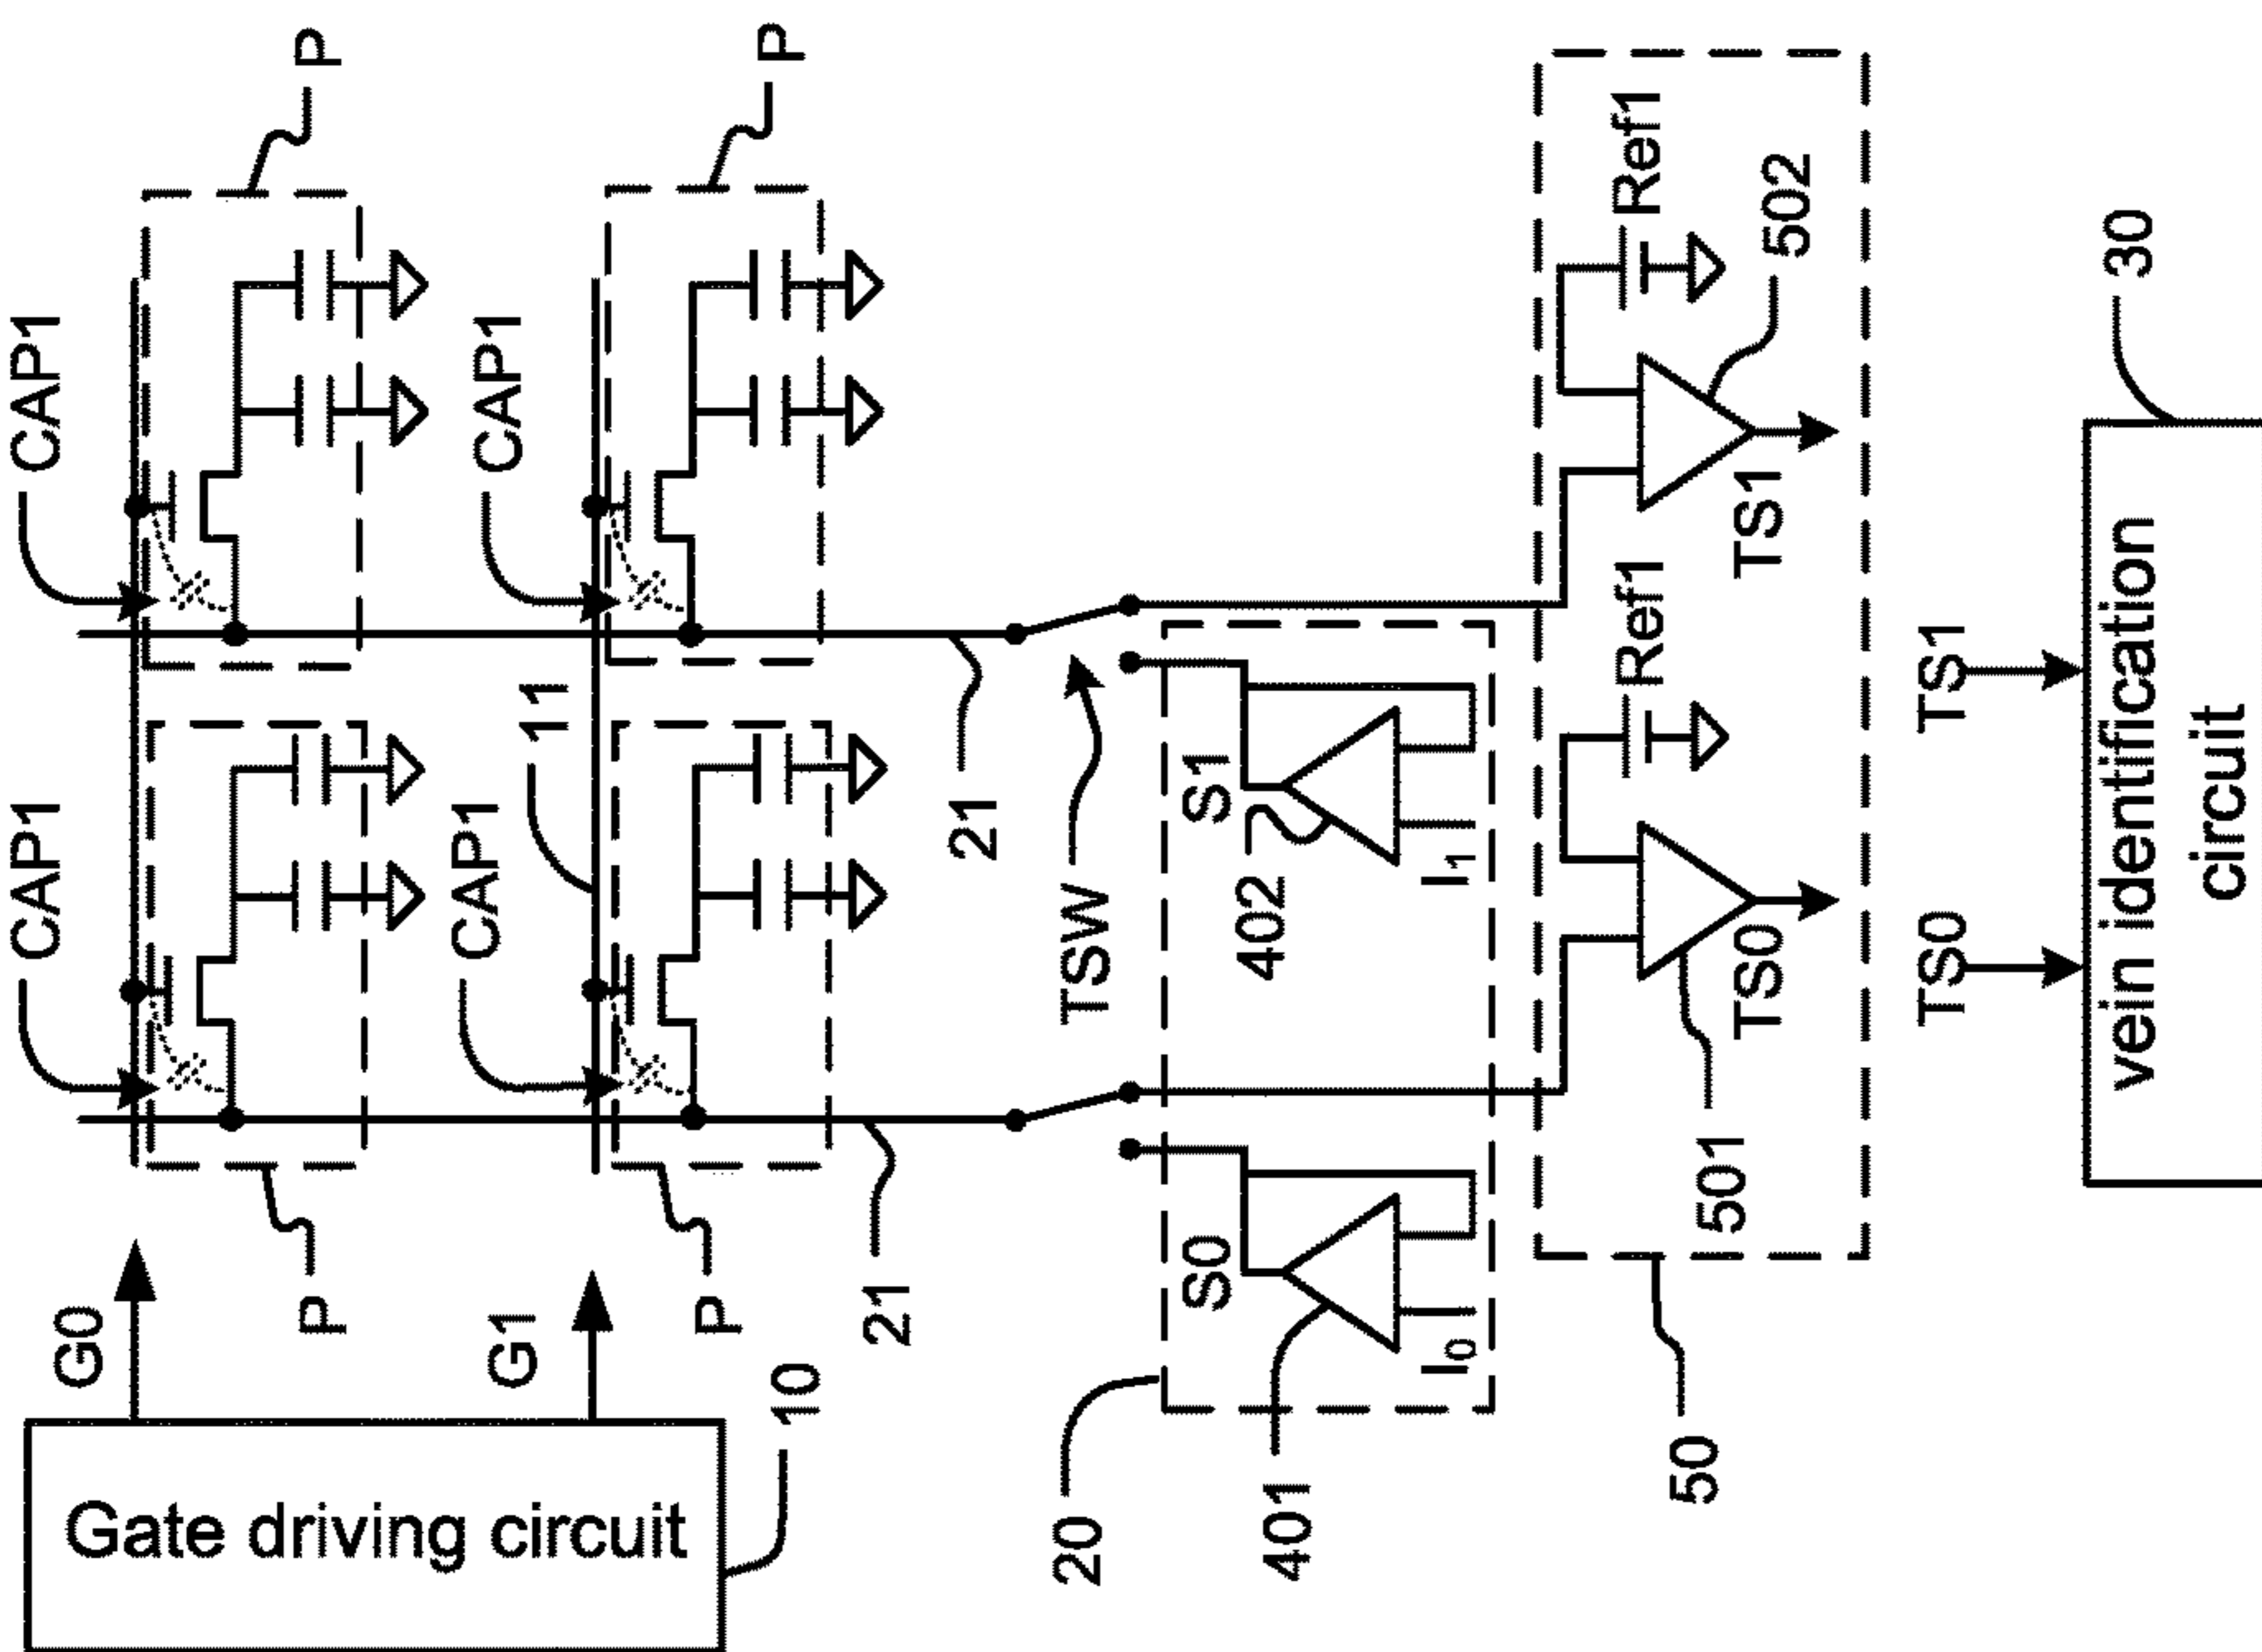 CAP1
CAP1
G0
P
P
Gate driving circuit
CAP1
CAP1
G1
11
P
P
10
21
21
20
TSW
S0
S1
401
402
I0
I1
Ref1
Ref1
50
501
TS0
TS1
502
TS0
TS1
30
vein identification
circuit